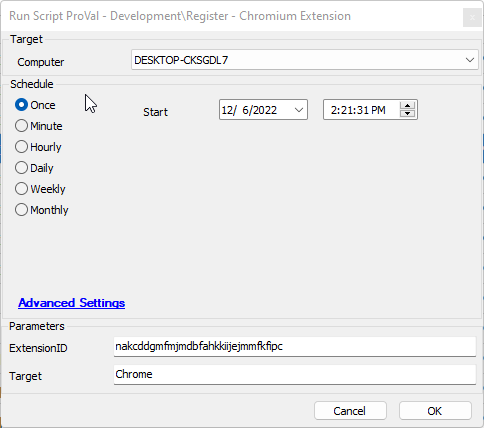 Run Script ProVal - Development\Register - Chromium Extension
Target
Computer DESKTOP-CKSGDL7
Schedule
Once Start 12/ 6/2022 2:21:31 PM
Minute
Hourly
Daily
Weekly
Monthly
Advanced Settings
Parameters
ExtensionID nakcddgmfmjmdbfahkkiijejmmfkfipc
Target Chrome
Cancel OK